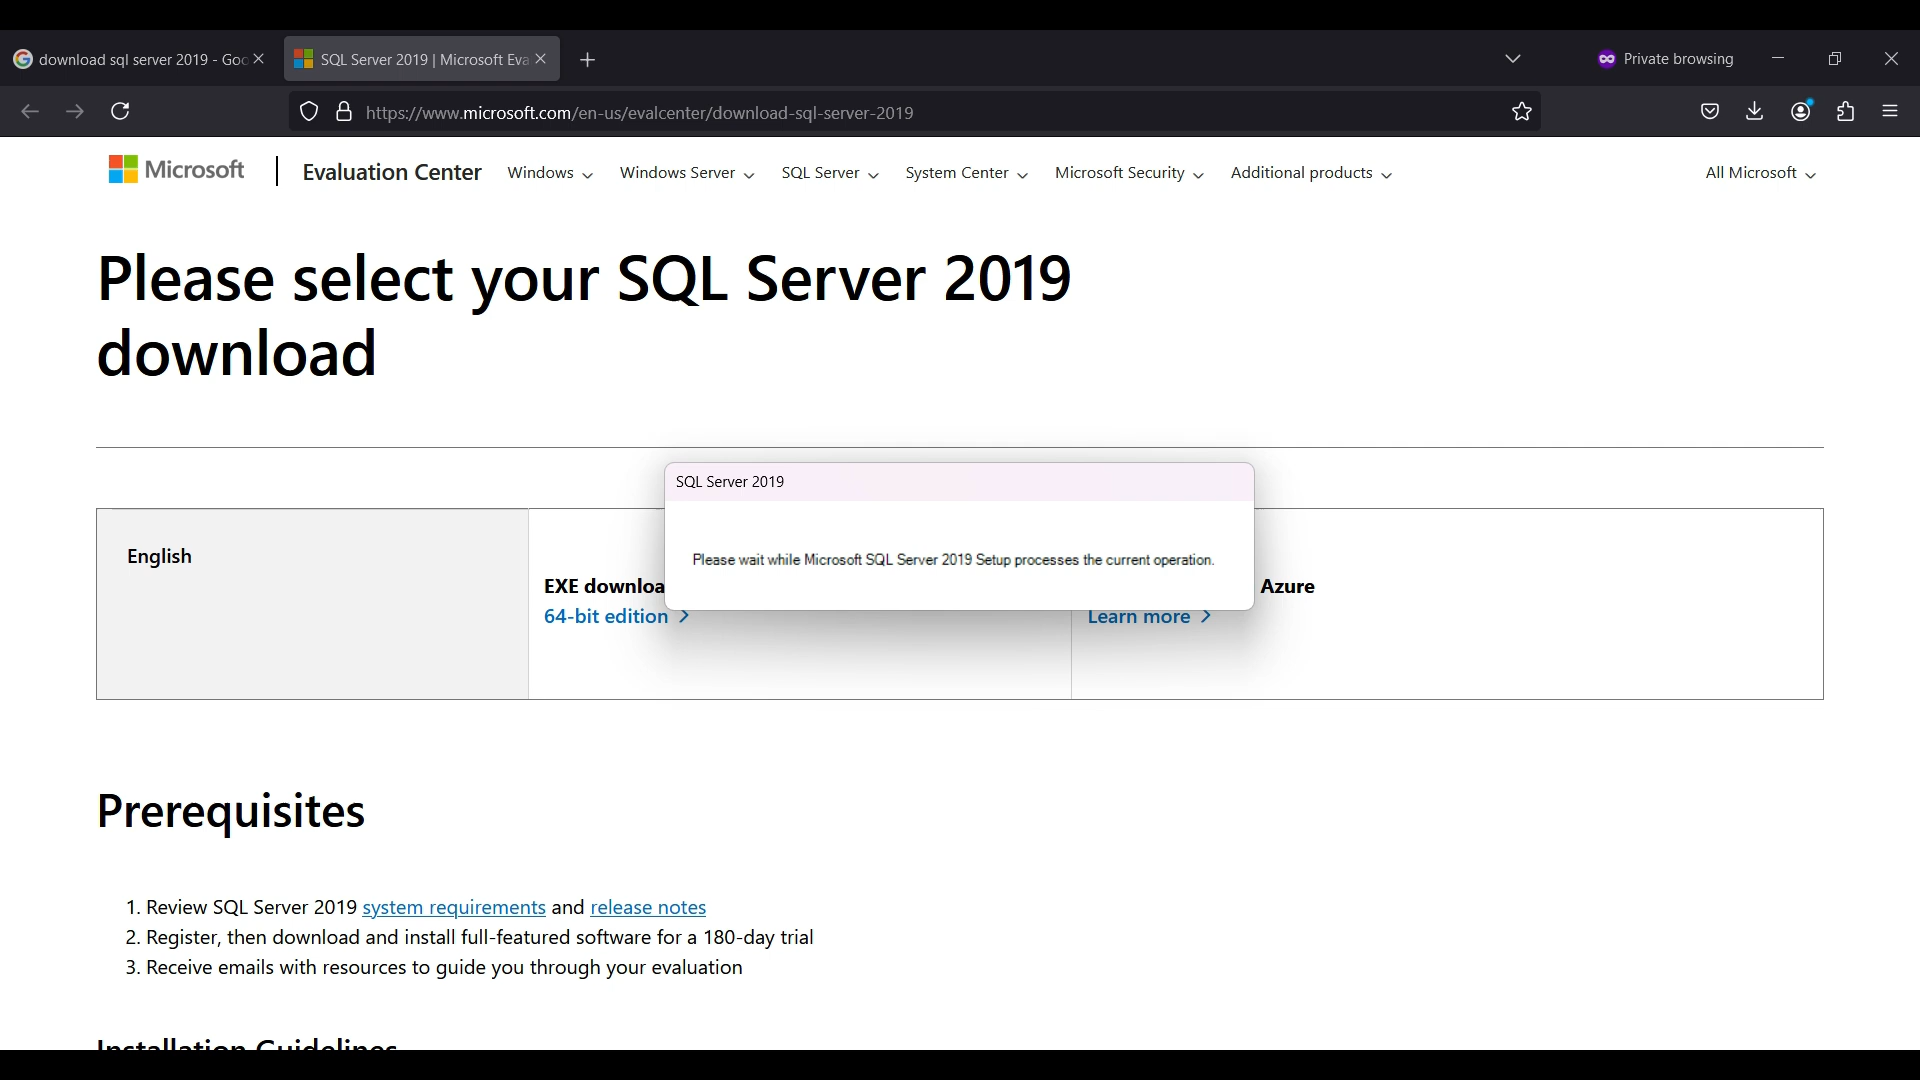 download sql server 2019 - Goo
SQL Server 2019 | Microsoft Eva
Private browsing
https://www.microsoft.com/en-us/evalcenter/download-sql-server-2019
Microsoft
Evaluation Center
Windows
Windows Server
SQL Server
System Center
Microsoft Security
Additional products
All Microsoft
Please select your SQL Server 2019
download
SQL Server 2019
Please wait while Microsoft SQL Server 2019 Setup processes the current operation.
English
EXE downloa
64-bit edition
Azure
Learn more
Prerequisites
1. Review SQL Server 2019 system requirements and release notes
2. Register, then download and install full-featured software for a 180-day trial
3. Receive emails with resources to guide you through your evaluation
Installation Guidelines